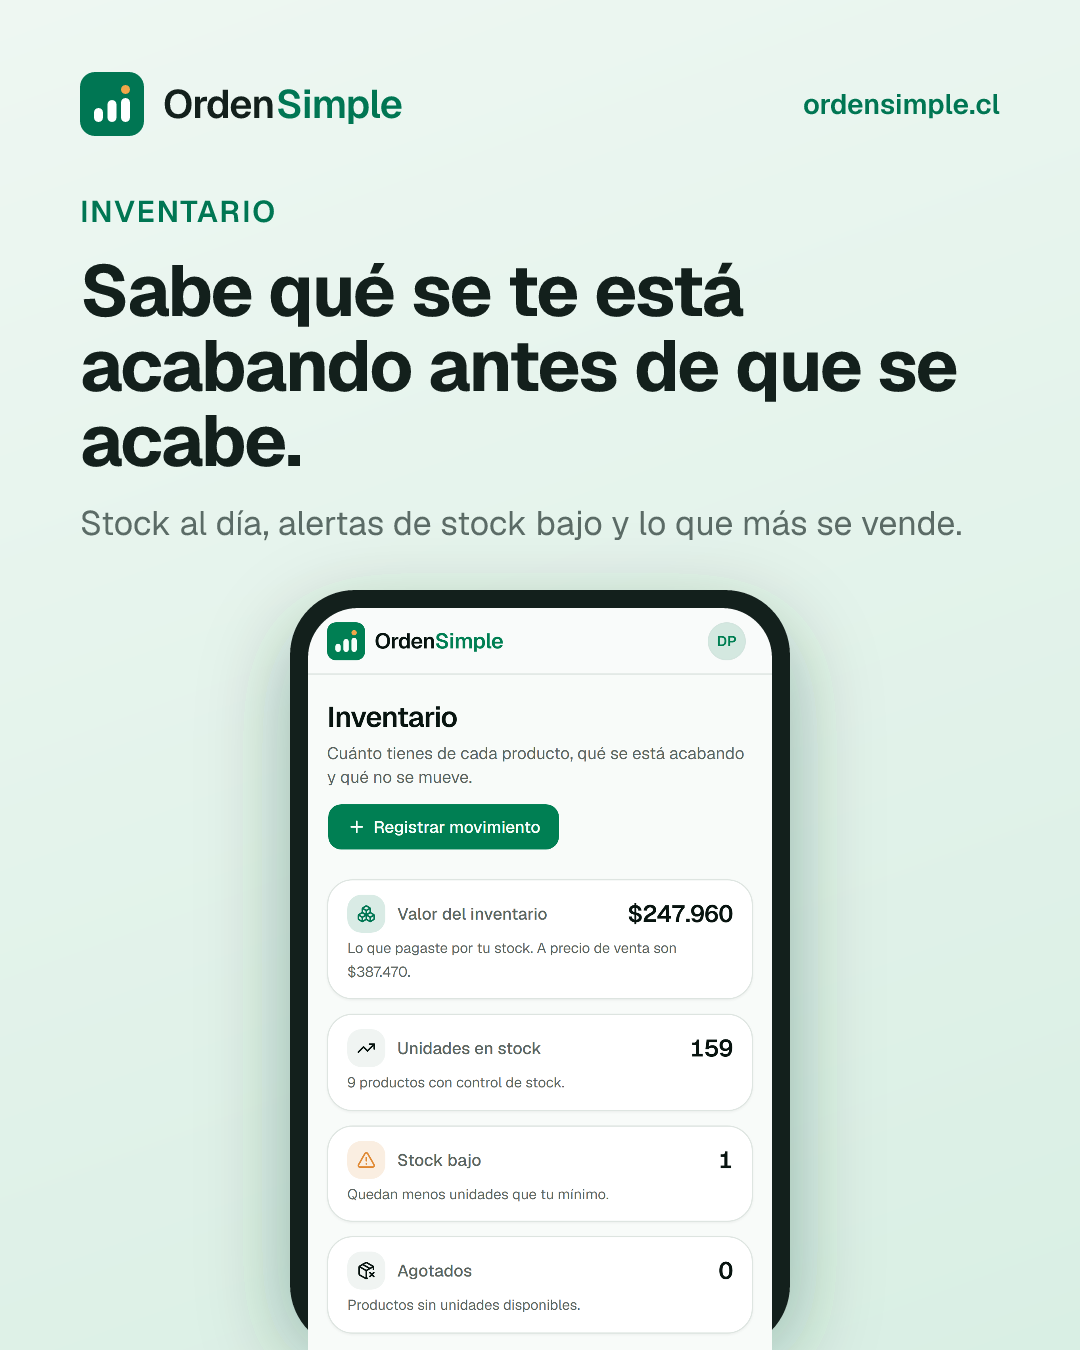 OrdenSimple
ordensimple.cl
INVENTARIO
Sabe qué se te está
acabando antes de que se
acabe.
Stock al día, alertas de stock bajo y lo que más se vende.
OrdenSimple
DP
Inventario
Cuánto tienes de cada producto, qué se está acabando
y qué no se mueve.
+ Registrar movimiento
Valor del inventario
$247.960
Lo que pagaste por tu stock. A precio de venta son
$387.470.
Unidades en stock
159
9 productos con control de stock.
Stock bajo
1
Quedan menos unidades que tu mínimo.
Agotados
0
Productos sin unidades disponibles.